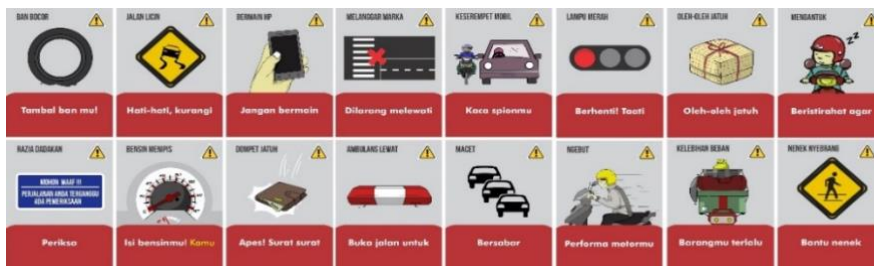 BAN BOCOR
Tambal ban mu!
JALAN LICIN
Hati-hati, kurangi
BERMAIN HP
Jangan bermain
MELANGGAR MARKA
Dilarang melewati
KESEREMPET MOBIL
Kaca spionmu
LAMPU MERAH
Berhenti! Taati
OLEH-OLEH JATUH
Oleh-oleh jatuh
MENGANTUK
zz
Beristirahat agar
RAZIA DADAKAN
MOHON MAAF !!!
PERJALANAN ANDA TERGANGGU
ADA PEMERIKSAAN
Periksa
BENSIN MENIPIS
Isi bensinmu! Kamu
DOMPET JATUH
Apes! Surat surat
AMBULANS LEWAT
Buka jalan untuk
MACET
Bersabar
NGEBUT
Performa motormu
KELEBIHAN BEBAN
Barangmu terlalu
NENEK NYEBRANG
Bantu nenek